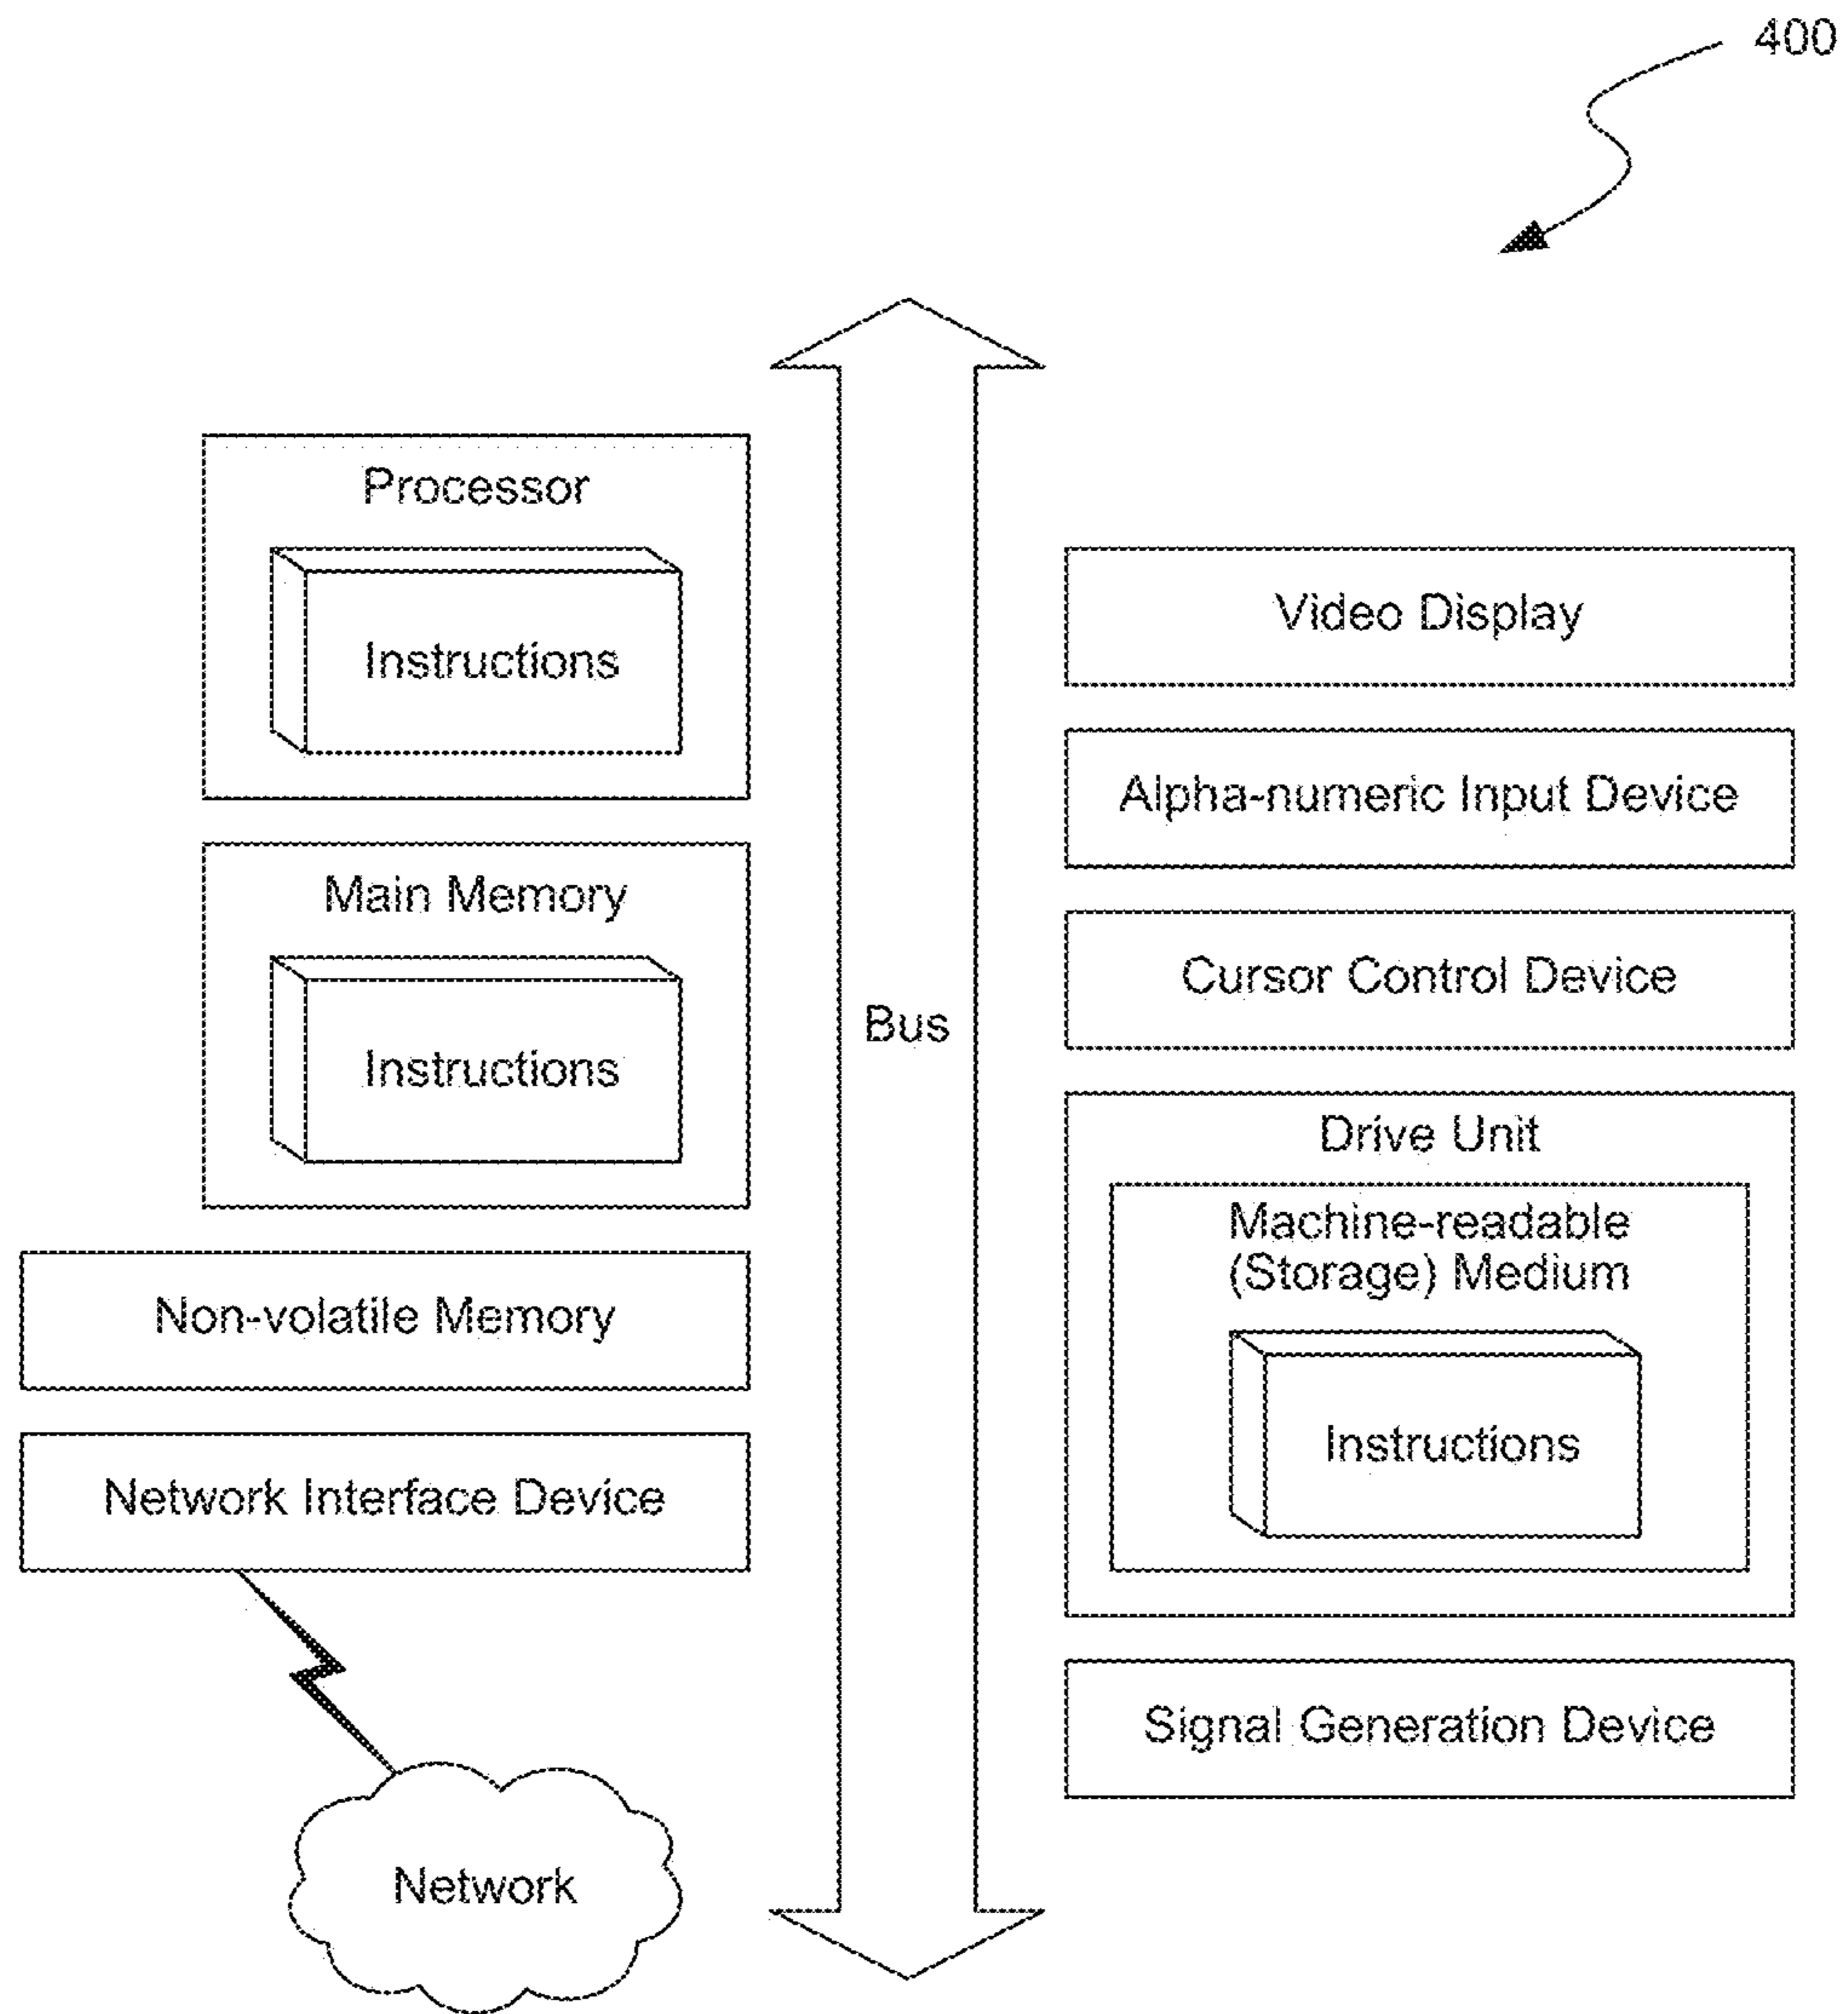 400
Processor
Instructions
Main Memory
Instructions
Non-volatile Memory
Network Interface Device
Network
Bus
Video Display
Alpha-numeric Input Device
Cursor Control Device
Drive Unit
Machine-readable
(Storage) Medium
Instructions
Signal Generation Device